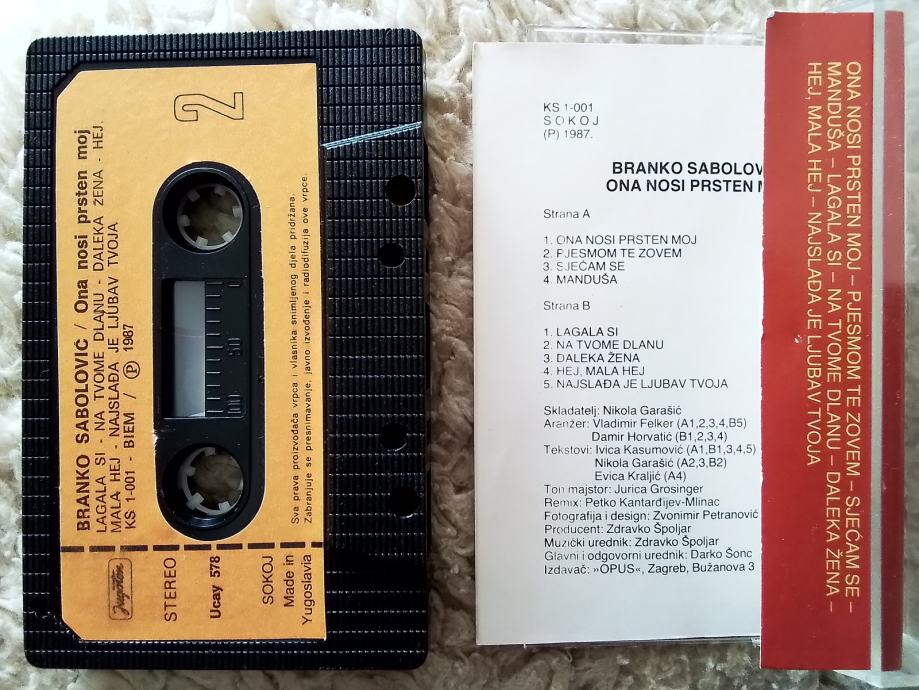 2
BRANKO SABOLOVIĆ / Ona nosi prsten moj
LAGALA SI - NA TVOME DLANU - DALEKA ŽENA - HEJ,
MALA HEJ - NAJSLAĐA JE LJUBAV TVOJA
KS 1-001 - BIEM / Ⓟ 1987
0
50
100
Sva prava proizvođača vrpca i vlasnika snimljenog djela pridržana.
Zabranjuje se presnimavanje, javno izvođenje i radiodifuzija ove vrpce.
Jugoton
STEREO
Ucay 578
SOKOJ
Made in
Yugoslavia
KS 1-001
SOKOJ
(P) 1987.
BRANKO SABOLOV
ONA NOSI PRSTEN M
Strana A
1. ONA NOSI PRSTEN MOJ
2. PJESMOM TE ZOVEM
3. SJEĆAM SE
4. MANDUŠA
Strana B
1. LAGALA SI
2. NA TVOME DLANU
3. DALEKA ŽENA
4. HEJ, MALA HEJ
5. NAJSLAĐA JE LJUBAV TVOJA
Skladatelj: Nikola Garašić
Aranžer: Vladimir Felker (A1,2,3,4,B5)
Damir Horvatić (B1,2,3,4)
Tekstovi: Ivica Kasumović (A1,B1,3,4,5)
Nikola Garašić (A2,3,B2)
Evica Kraljić (A4)
Ton majstor: Jurica Grosinger
Remix: Petko Kantardijev-Mlinac
Fotografija i design: Zvonimir Petranović
Producent: Zdravko Špoljar
Muzički urednik: Zdravko Špoljar
Glavni i odgovorni urednik: Darko Šonc
Izdavač: »OPUS«, Zagreb, Bužanova 3
ONA NOSI PRSTEN MOJ – PJESMOM TE ZOVEM – SJEĆAM SE –
MANDUŠA – LAGALA SI – NA TVOME DLANU – DALEKA ŽENA –
HEJ, MALA HEJ – NAJSLAĐA JE LJUBAV TVOJA